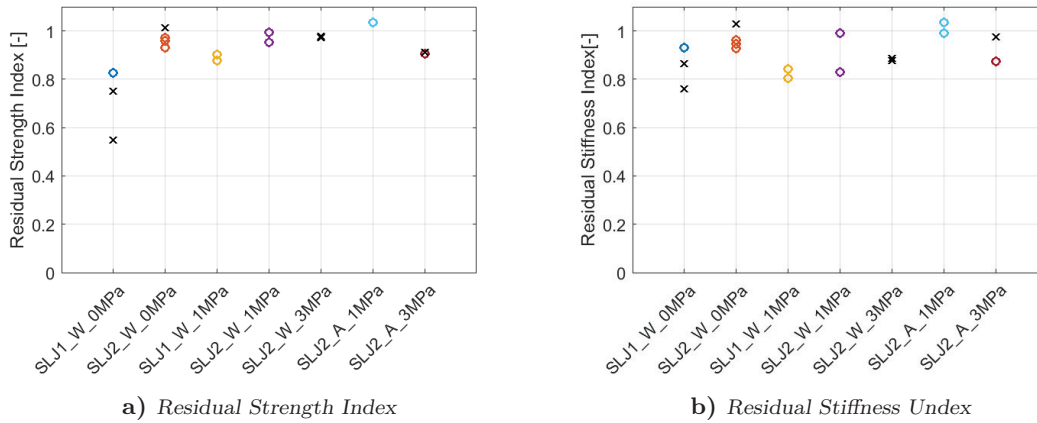 Residual Strength Index [-]
1
0.8
0.6
0.4
0.2
0
SLJ1_W_0MPa
SLJ2_W_0MPa
SLJ1_W_1MPa
SLJ2_W_1MPa
SLJ2_W_3MPa
SLJ2_A_1MPa
SLJ2_A_3MPa
a) Residual Strength Index
Residual Stiffness Index[-]
1
0.8
0.6
0.4
0.2
0
SLJ1_W_0MPa
SLJ2_W_0MPa
SLJ1_W_1MPa
SLJ2_W_1MPa
SLJ2_W_3MPa
SLJ2_A_1MPa
SLJ2_A_3MPa
b) Residual Stiffness Undex